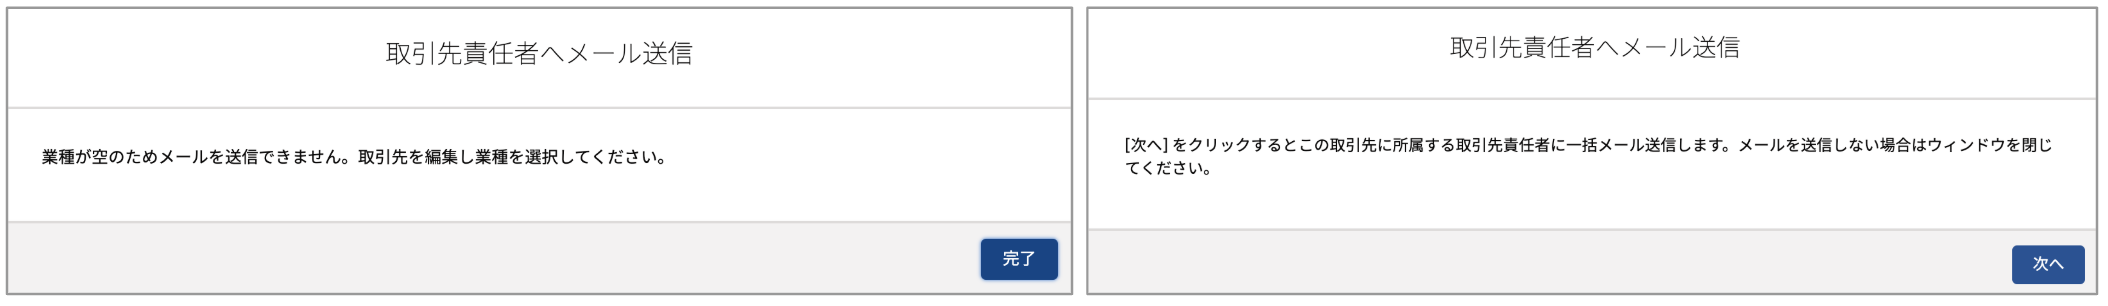 取引先責任者へメール送信
業種が空のためメールを送信できません。取引先を編集し業種を選択してください。
完了
取引先責任者へメール送信
[次へ] をクリックするとこの取引先に所属する取引先責任者に一括メール送信します。メールを送信しない場合はウィンドウを閉じ
てください。
次へ